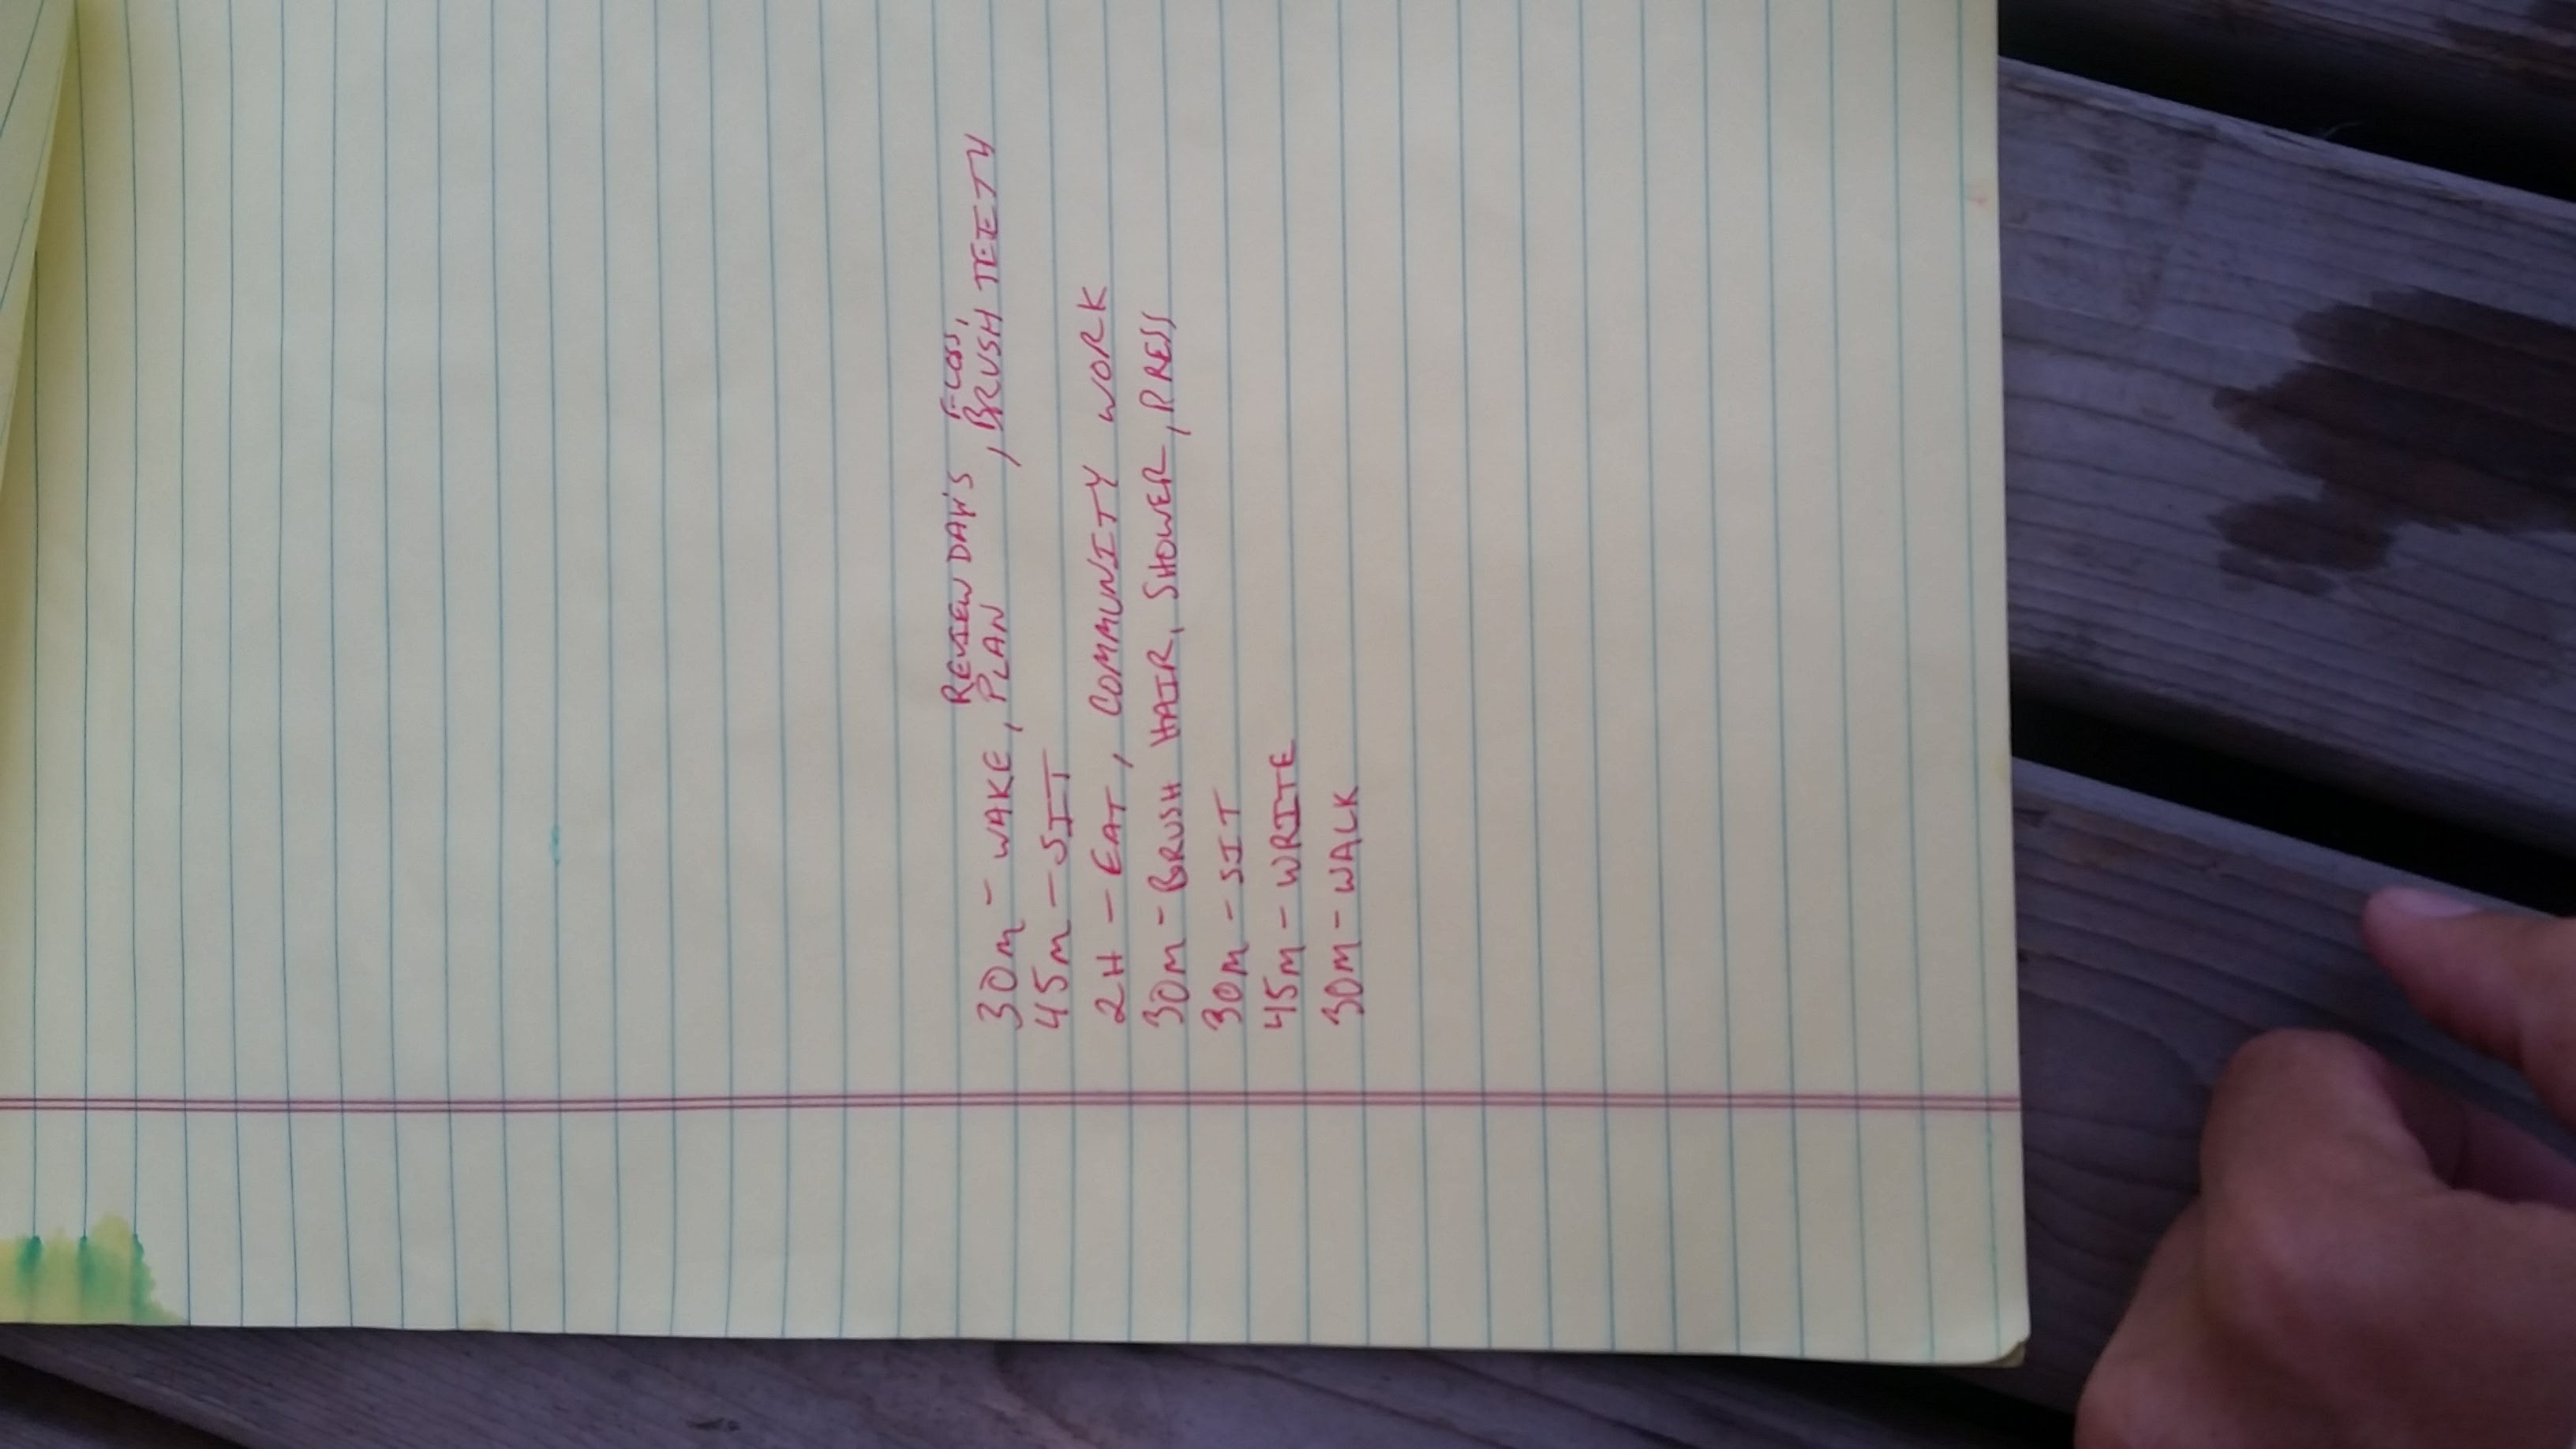 REVIEW DAY'S FLOSS,
30M - WAKE, PLAN , BRUSH TEETH
45M - SIT
2H - EAT, COMMUNITY WORK
30M - BRUSH HAIR, SHOWER, PRESS
30M - SIT
45M - WRITE
30M - WALK